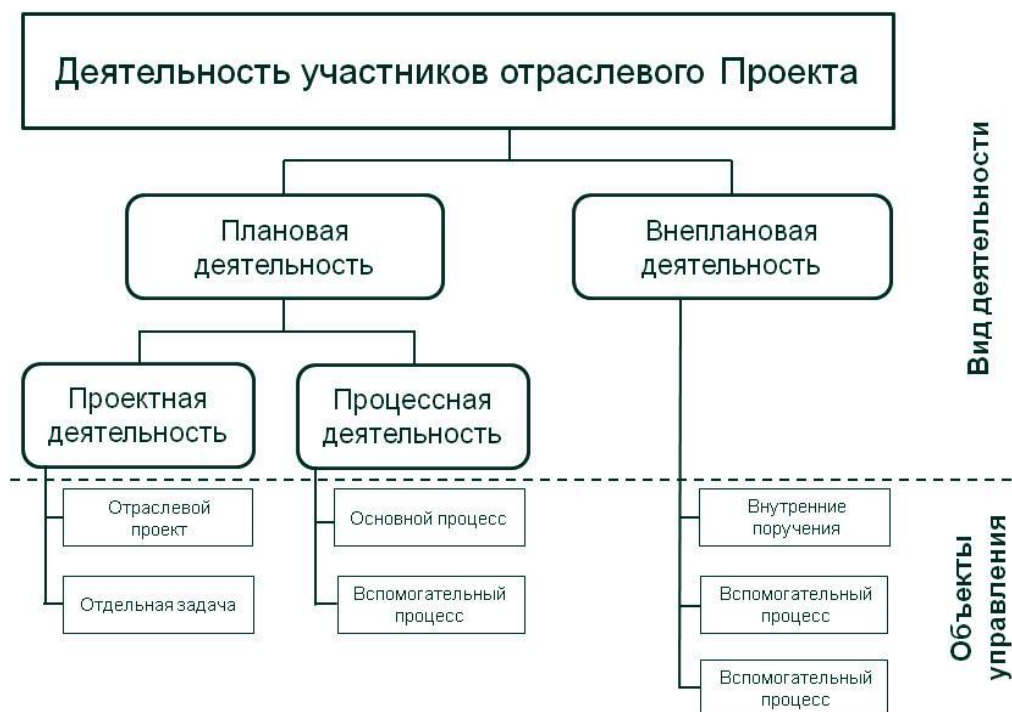 Деятельность участников отраслевого Проекта
Плановая
деятельность
Внеплановая
деятельность
Проектная
деятельность
Процессная
деятельность
Вид деятельности
Отраслевой
проект
Основной процесс
Внутренние
поручения
Отдельная задача
Вспомогательный
процесс
Вспомогательный
процесс
Вспомогательный
процесс
Объекты
управления